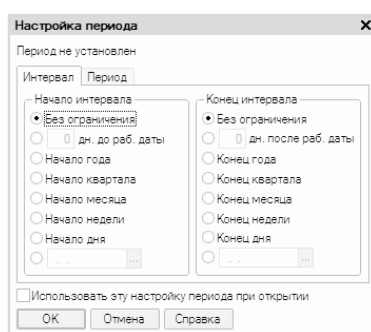 Настройка периода
Период не установлен
Интервал Период
Начало интервала Конец интервала
Без ограничения Без ограничения
0 дн. до раб. даты 0 дн. после раб. даты
Начало года Конец года
Начало квартала Конец квартала
Начало месяца Конец месяца
Начало недели Конец недели
Начало дня Конец дня
. . ... . . ...
Использовать эту настройку периода при открытии
ОК Отмена Справка